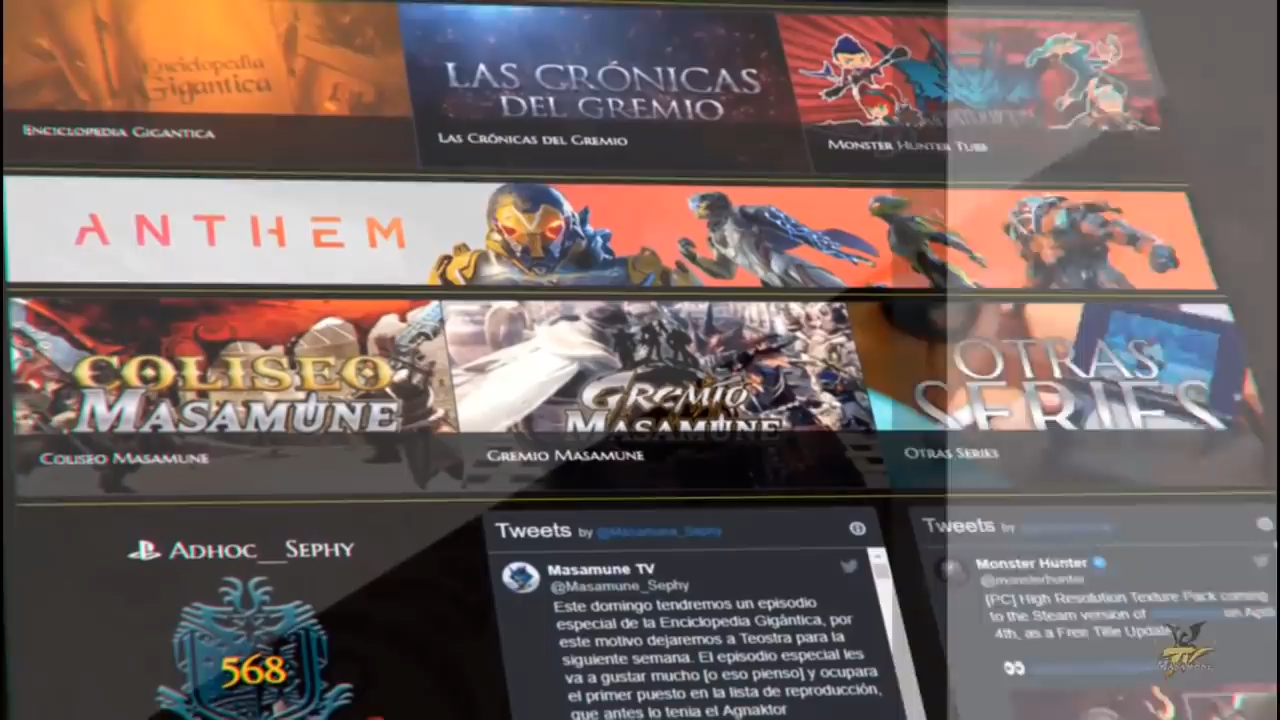 Enciclopedia
Gigantica
LAS CRÓNICAS
DEL GREMIO
Enciclopedia Gigantica
Las Crónicas del Gremio
Monster Hunter Tube
ANTHEM
COLISEO
MASAMUNE
GREMIO
MASAMUNE
OTRAS
SERIES
Coliseo Masamune
Gremio Masamune
Otras Series
Adhoc__Sephy
568
Tweets by @Masamune_Sephy
Masamune TV
@Masamune_Sephy
Este domingo tendremos un episodio
especial de la Enciclopedia Gigântica, por
este motivo dejaremos a Teostra para la
siguiente semana. El episodio especial les
va a gustar mucho [o eso pienso] y ocupara
el primer puesto en la lista de reproducción,
que antes lo tenia el Agnaktor
Tweets by
Monster Hunter
@monsterhunter
[PC] High Resolution Texture Pack coming
to the Steam version of on
4th, as a Free Title Update
TV
MASAMUNE